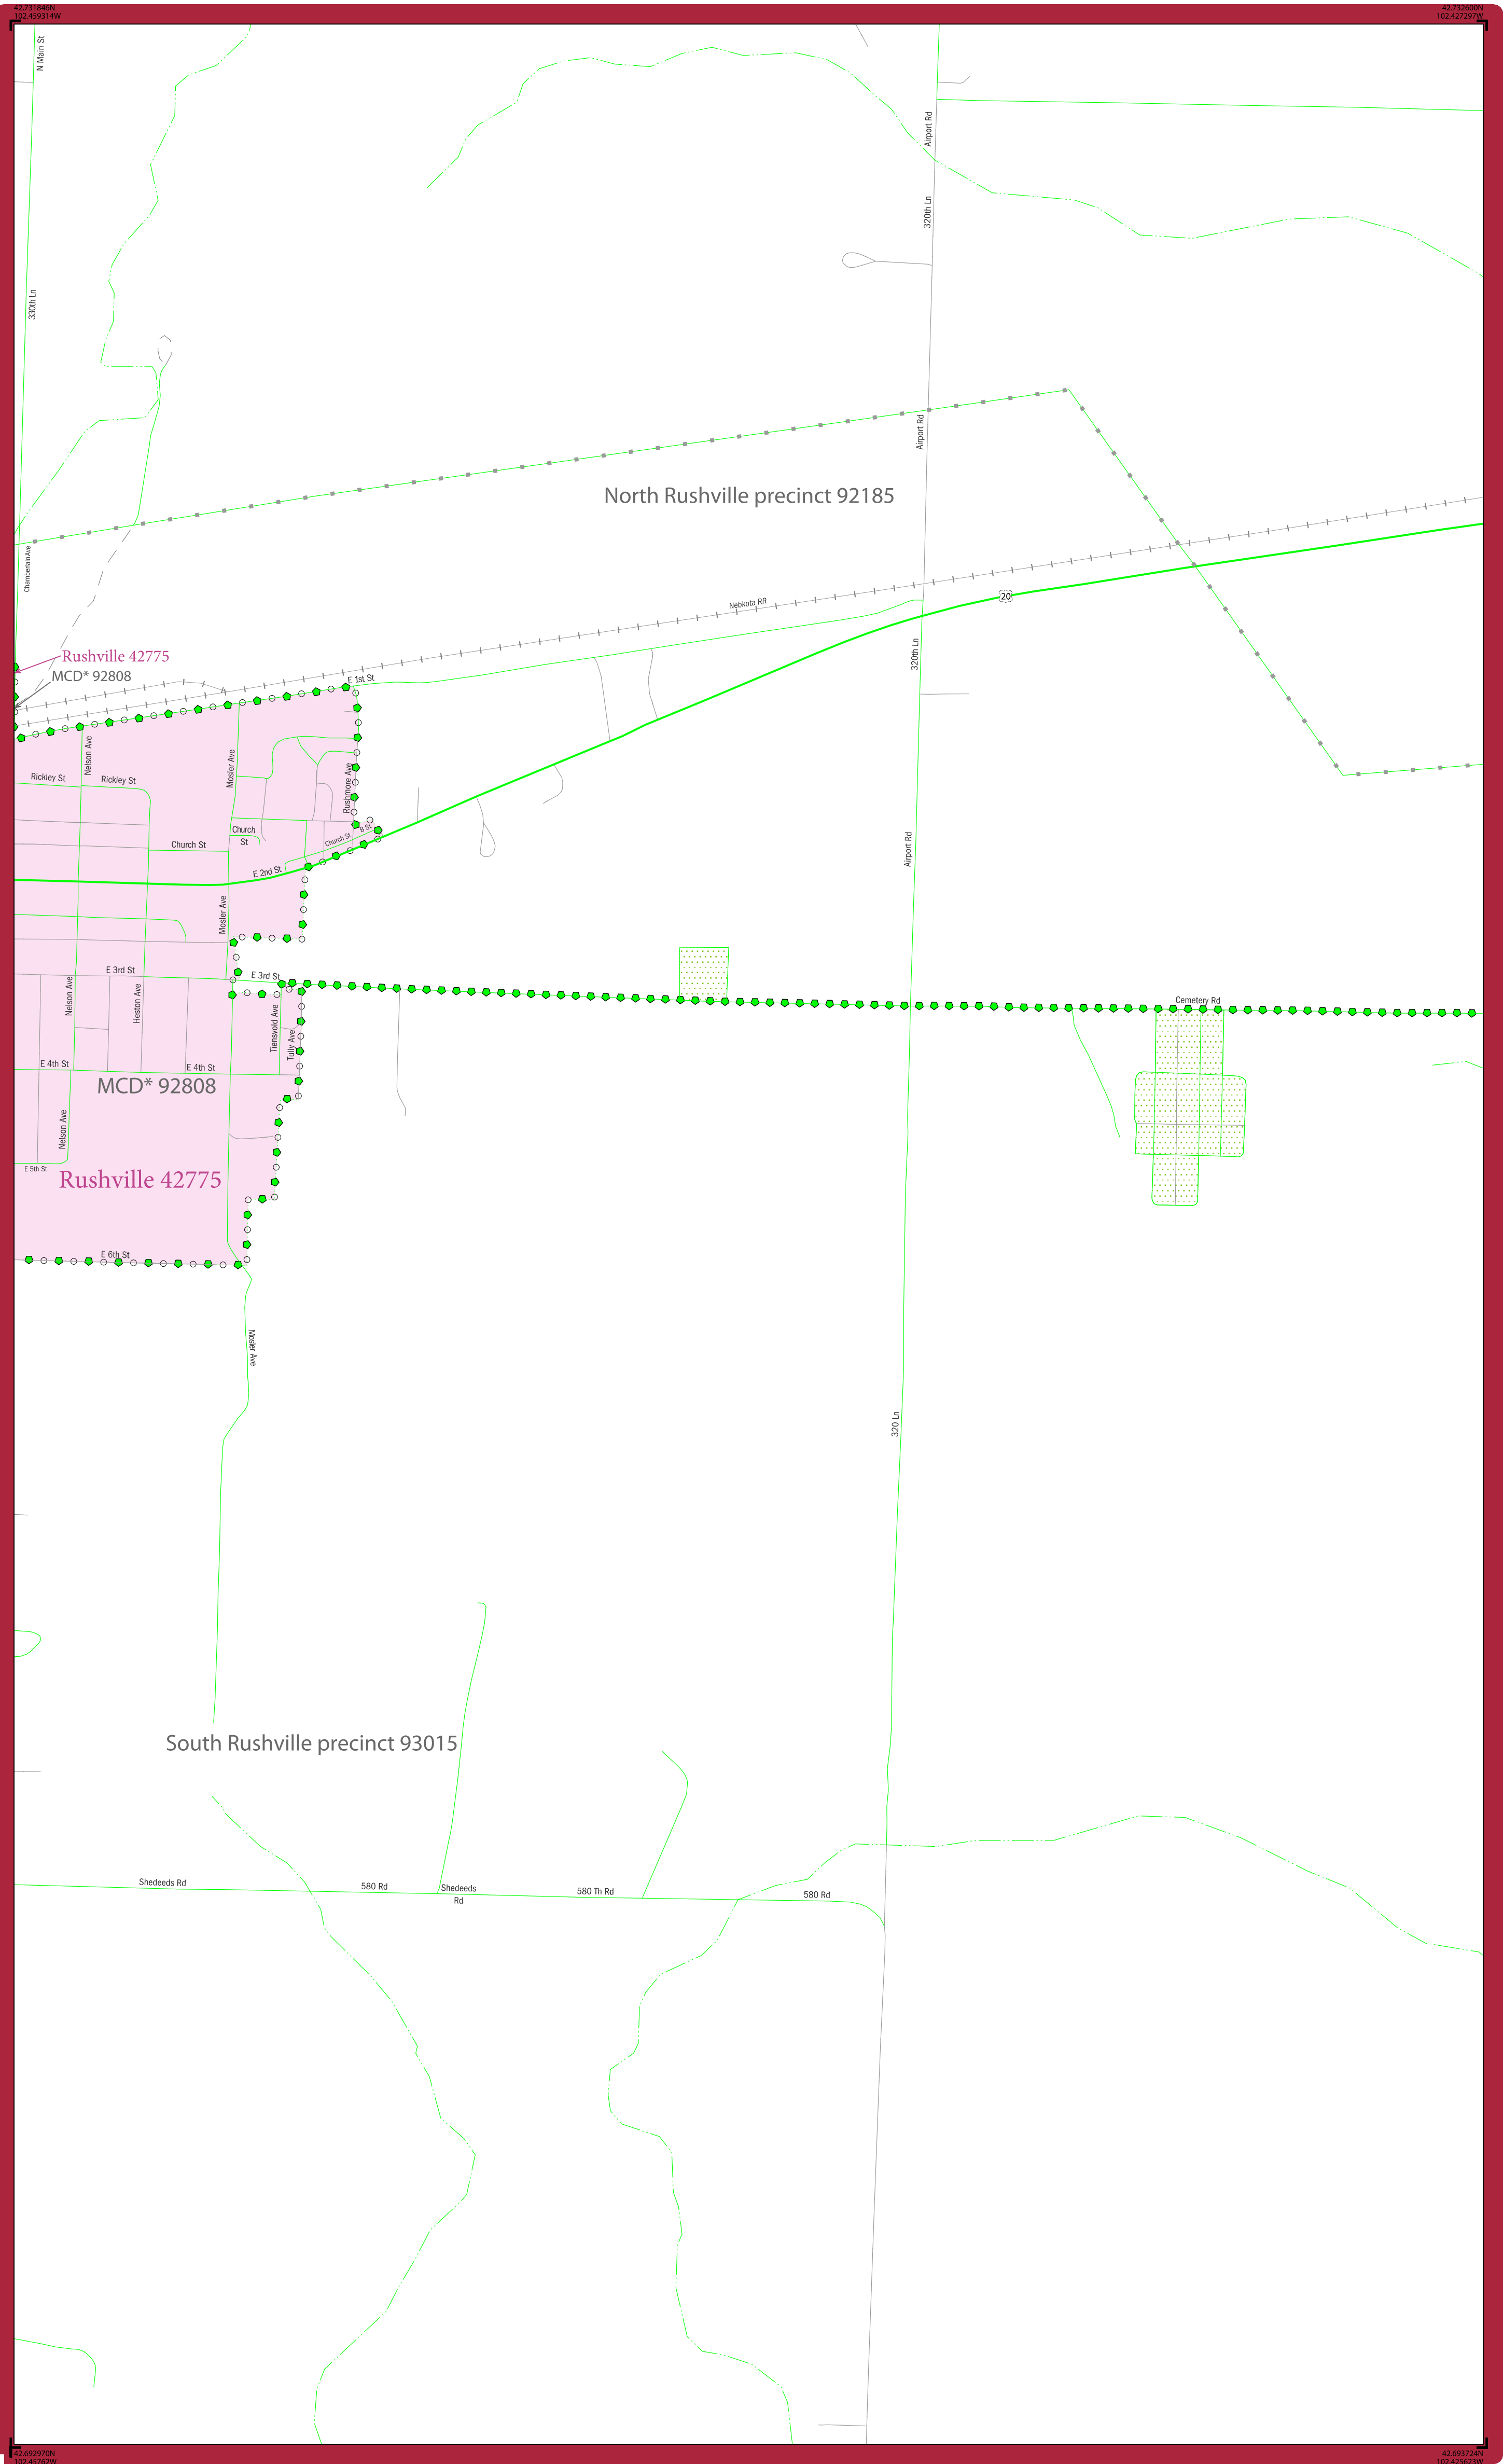 42.731846N
102.459314W
42.732600N
102.427297W
N Main St
Airport Rd
320th Ln
330th Ln
Airport Rd
North Rushville precinct 92185
Chamberlain Ave
20
Nebkota RR
320th Ln
Rushville 42775
MCD* 92808
E 1st St
Nelson Ave
Mosler Ave
Rushmore Ave
Rickley St
Rickley St
Church
St
Church St
B St
Church St
Airport Rd
E 2nd St
Mosler Ave
E 3rd St
E 3rd St
Nelson Ave
Heston Ave
Tiensvold Ave
Tully Ave
Cemetery Rd
E 4th St
E 4th St
MCD* 92808
Nelson Ave
E 5th St
Rushville 42775
E 6th St
Mosler Ave
320 Ln
South Rushville precinct 93015
Shedeeds Rd
580 Rd
Shedeeds
Rd
580 Th Rd
580 Rd
42.692970N
102.45762W
42.693724N
102.425623W